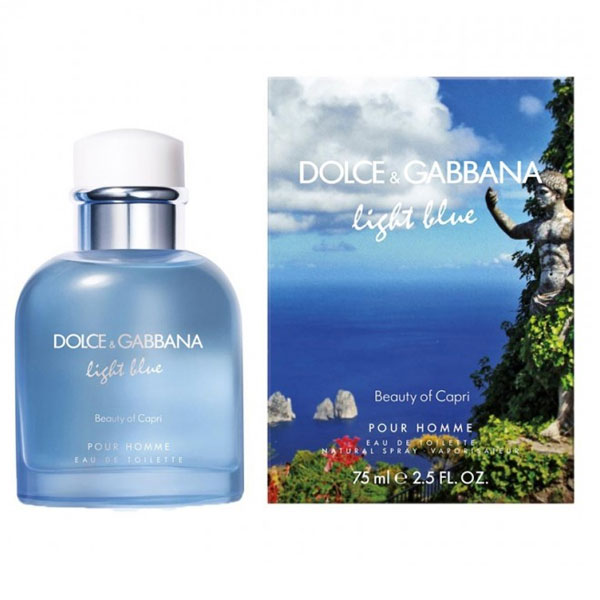 DOLCE & GABBANA
light blue
Beauty of Capri
POUR HOMME
EAU DE TOILETTE
DOLCE & GABBANA
light blue
Beauty of Capri
POUR HOMME
EAU DE TOILETTE
NATURAL SPRAY VAPORISATEUR
75 ml e 2.5 FL. OZ.